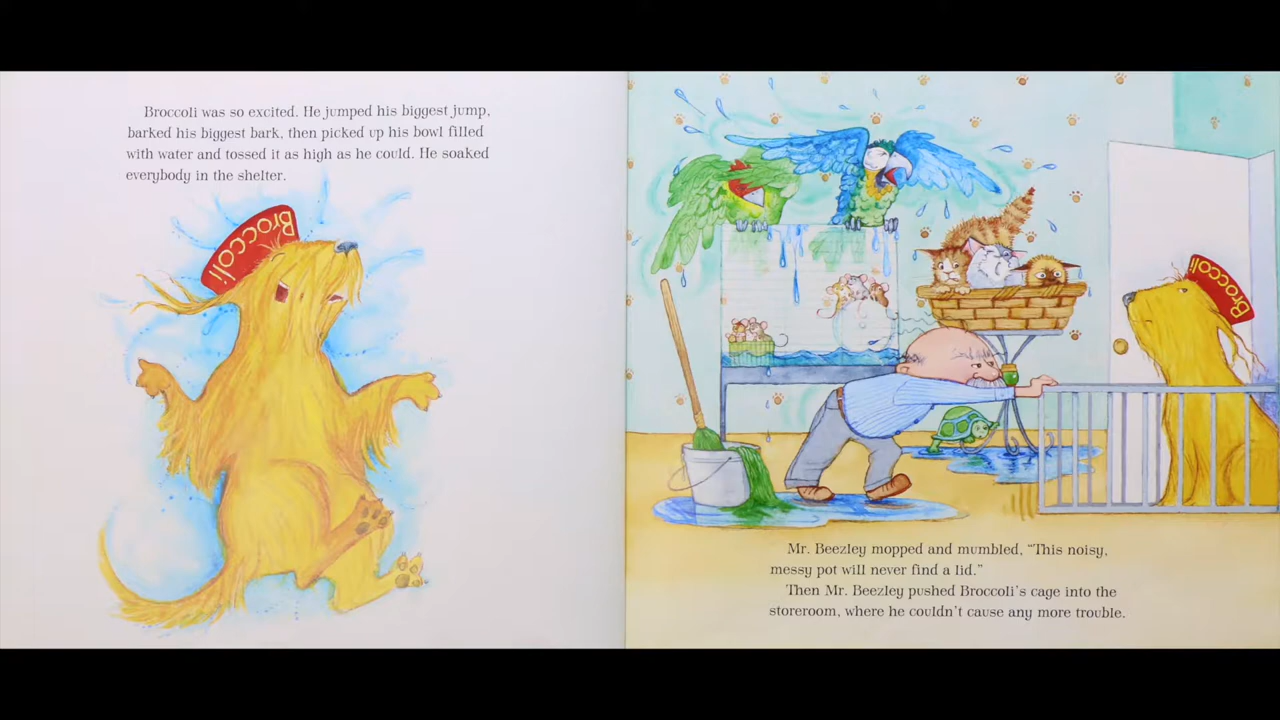 Broccoli was so excited. He jumped his biggest jump,
barked his biggest bark, then picked up his bowl filled
with water and tossed it as high as he could. He soaked
everybody in the shelter.
Broccoli
Broccoli
Mr. Beezley mopped and mumbled, “This noisy,
messy pot will never find a lid.”
Then Mr. Beezley pushed Broccoli’s cage into the
storeroom, where he couldn’t cause any more trouble.